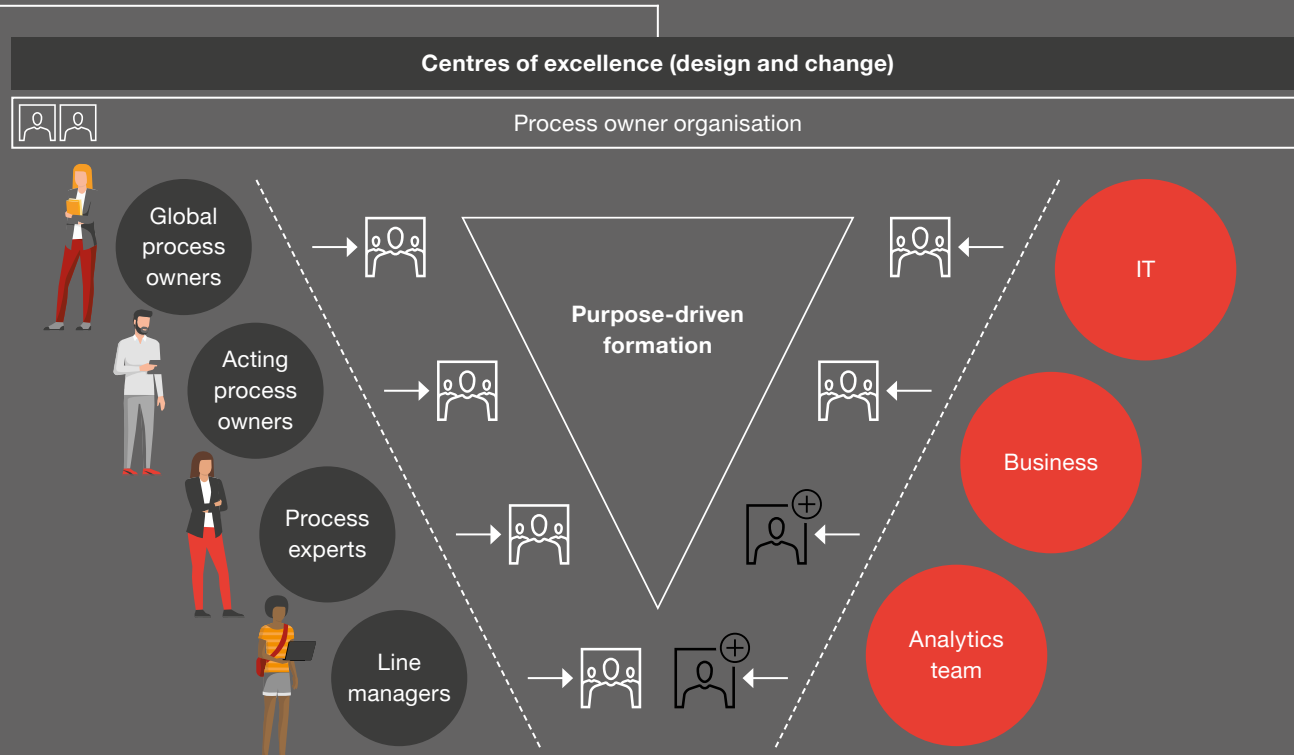 Centres of excellence (design and change)
Process owner organisation
Global
process
owners
IT
Purpose-driven
formation
Acting
process
owners
Business
Process
experts
Analytics
team
Line
managers